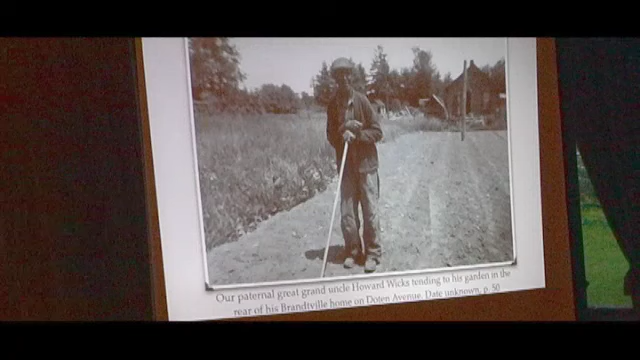 Our paternal great grand uncle Howard Wicks tending to his garden in the
rear of his Brandtville home on Doten Avenue. Date unknown, p. 50